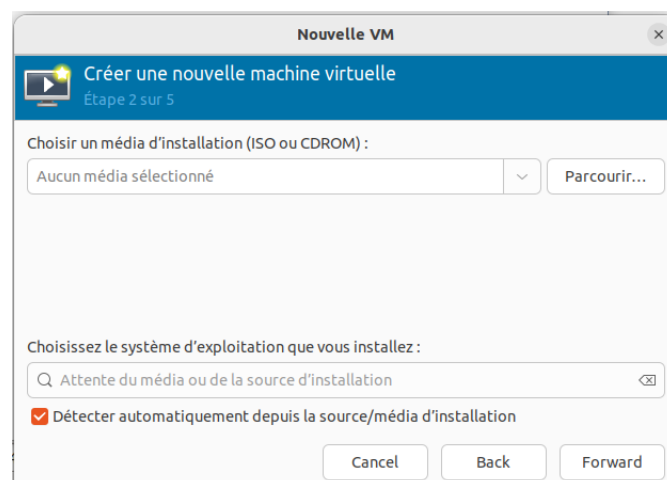 Nouvelle VM
Créer une nouvelle machine virtuelle
Étape 2 sur 5
Choisir un média d'installation (ISO ou CDROM) :
Aucun média sélectionné
Parcourir...
Choisissez le système d'exploitation que vous installez :
Attente du média ou de la source d'installation
Détecter automatiquement depuis la source/média d'installation
Cancel Back Forward